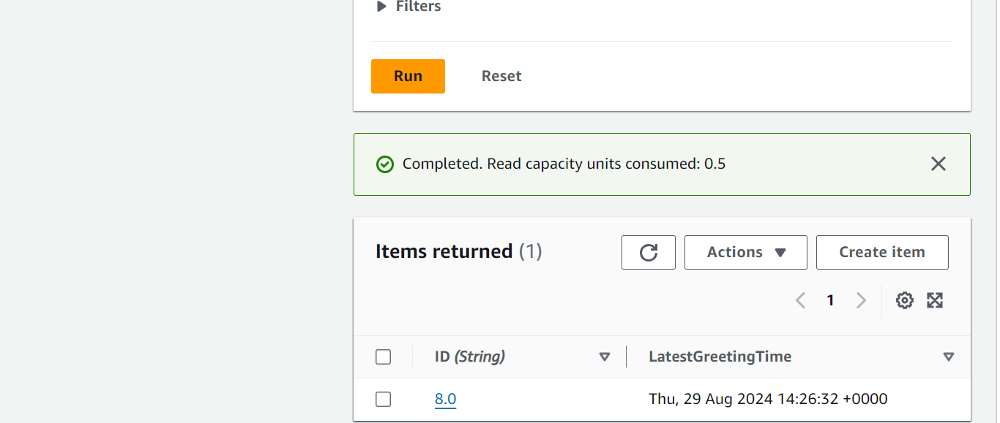 Filters
Run Reset
Completed. Read capacity units consumed: 0.5
Items returned (1) Actions Create item
1
ID (String) LatestGreetingTime
8.0 Thu, 29 Aug 2024 14:26:32 +0000